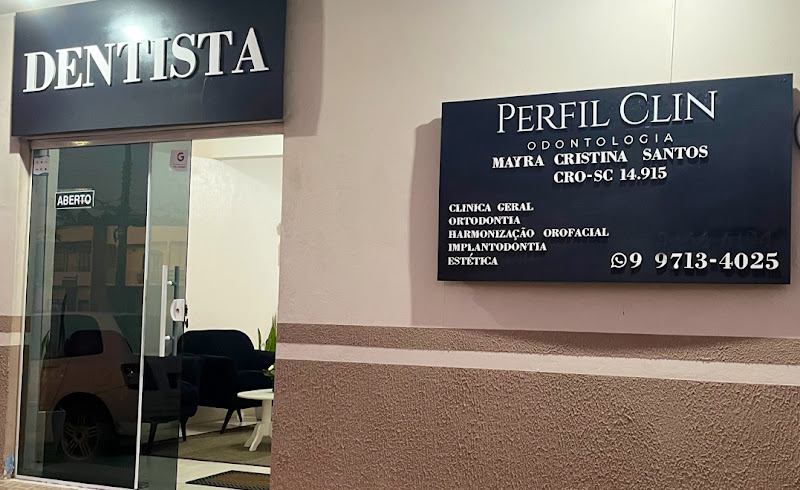 DENTISTA
ABERTO
G
PERFIL CLIN
ODONTOLOGIA
MAYRA CRISTINA SANTOS
CRO-SC 14.915
CLINICA GERAL
ORTODONTIA
HARMONIZAÇÃO OROFACIAL
IMPLANTODONTIA
ESTÉTICA
9 9713-4025